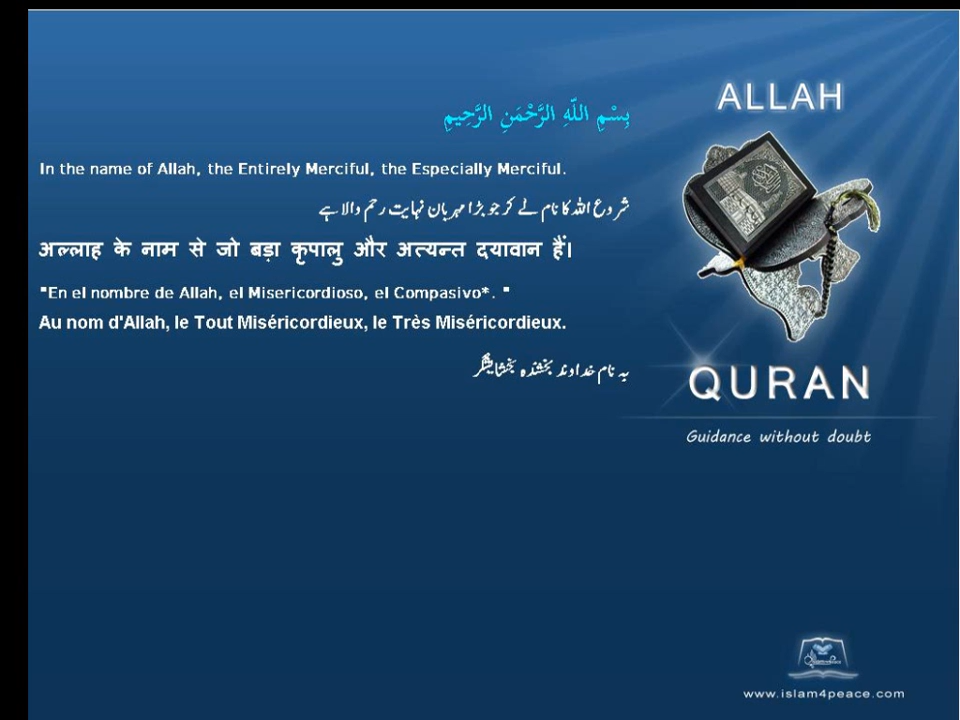 بِسْمِ اللّهِ الرَّحْمَنِ الرَّحِيمِ
In the name of Allah, the Entirely Merciful, the Especially Merciful.
شروع الله کا نام لے کر جو بڑا مہربان نہایت رحم والا ہے
अल्लाह के नाम से जो बड़ा कृपालु और अत्यन्त दयावान हैं।
"En el nombre de Allah, el Misericordioso, el Compasivo*. "
Au nom d'Allah, le Tout Miséricordieux, le Très Miséricordieux.
به نام خداوند بخشنده بخشایشگر
ALLAH
QURAN
Guidance without doubt
www.islam4peace.com